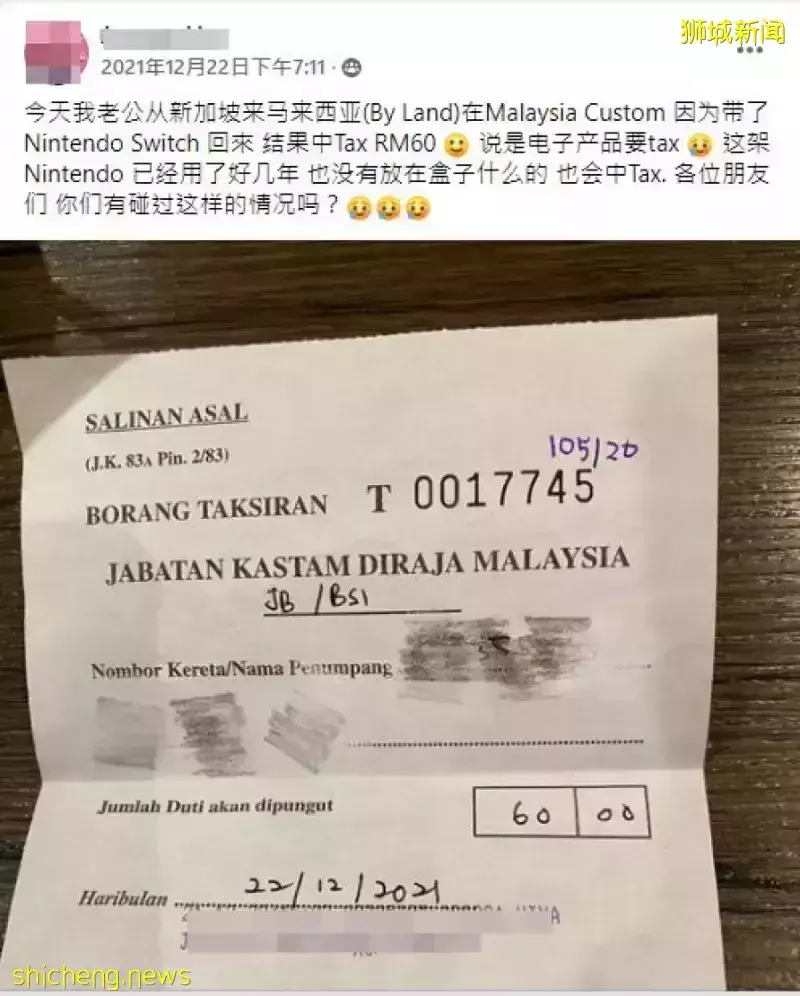 狮城新闻
2021年12月22日下午7:11 ·
今天我老公从新加坡来马来西亚(By Land)在Malaysia Custom 因为带了
Nintendo Switch 回來 结果中Tax RM60 🙂 说是电子产品要tax 😢 这架
Nintendo 已经用了好几年 也没有放在盒子什么的 也会中Tax. 各位朋友
们 你们有碰过这样的情况吗？😢😢😢
SALINAN ASAL
(J.K. 83A Pin. 2/83)
105/20
BORANG TAKSIRAN T 0017745
JABATAN KASTAM DIRAJA MALAYSIA
JB /BSI
Nombor Kereta/Nama Penumpang
Jumlah Duti akan dipungut 60 00
Haribulan 22/12/2021
shicheng.news